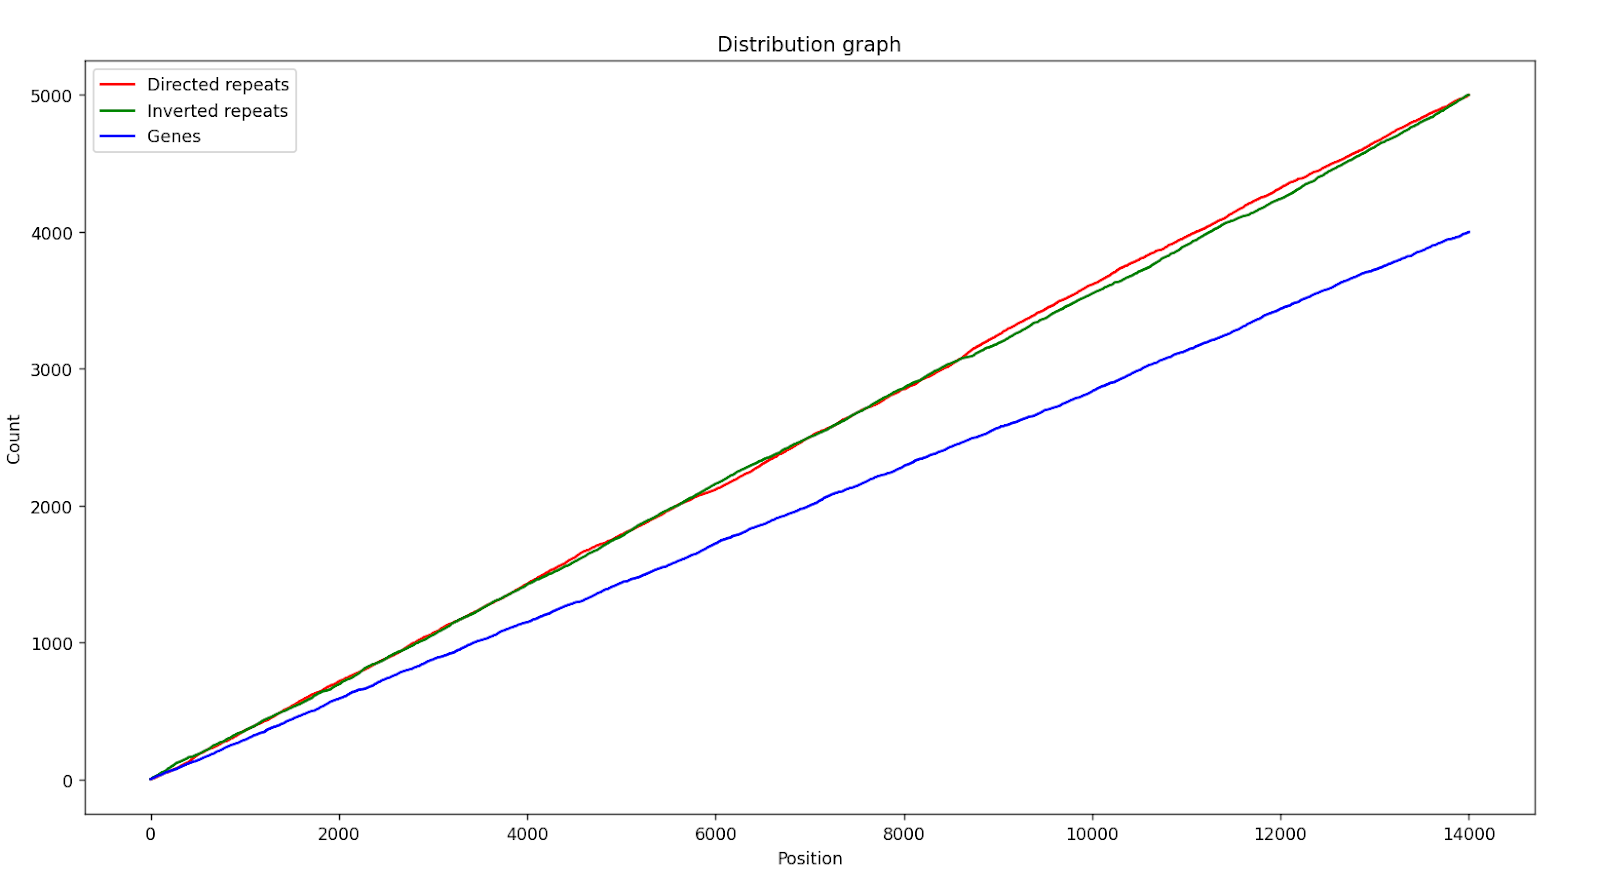 Distribution graph
Directed repeats
Inverted repeats
Genes
5000
4000
3000
2000
1000
0
Count
0 2000 4000 6000 8000 10000 12000 14000
Position